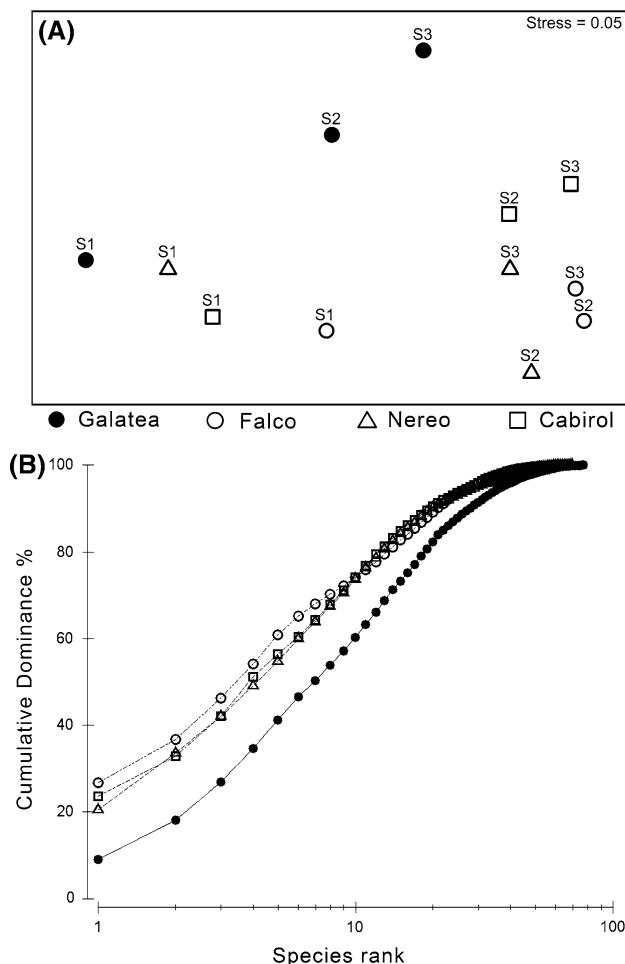 (A)
Stress = 0.05
S3
S2
S3
S2
S1
S1
S3
S3
S1
S1
S2
S2
Galatea Falco Nereo Cabirol
(B)
100
80
60
40
20
0
Cumulative Dominance %
1 10 100
Species rank